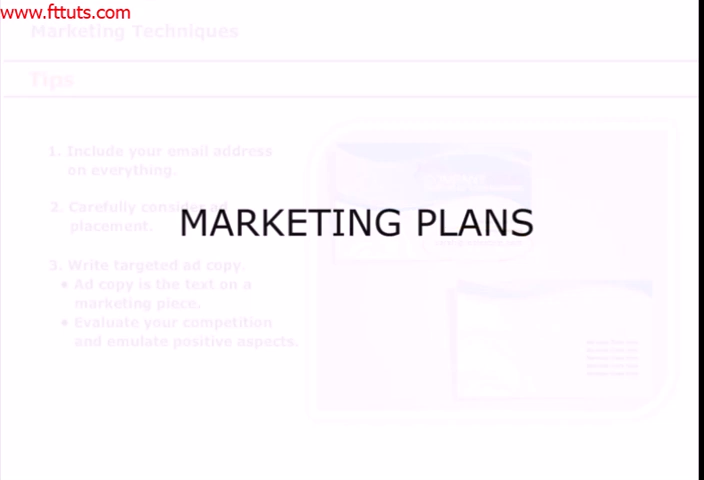 www.fttuts.com
Marketing Techniques
Tips
1. Include your email address
on everything.
2. Carefully consider ad
placement.
MARKETING PLANS
3. Write targeted ad copy.
• Ad copy is the text on a
marketing piece.
• Evaluate your competition
and emulate positive aspects.